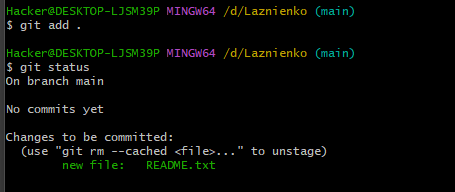 Hacker@DESKTOP-LJSM39P MINGW64 /d/Laznienko (main)
$ git add .
Hacker@DESKTOP-LJSM39P MINGW64 /d/Laznienko (main)
$ git status
On branch main
No commits yet
Changes to be committed:
  (use "git rm --cached <file>..." to unstage)
        new file:   README.txt